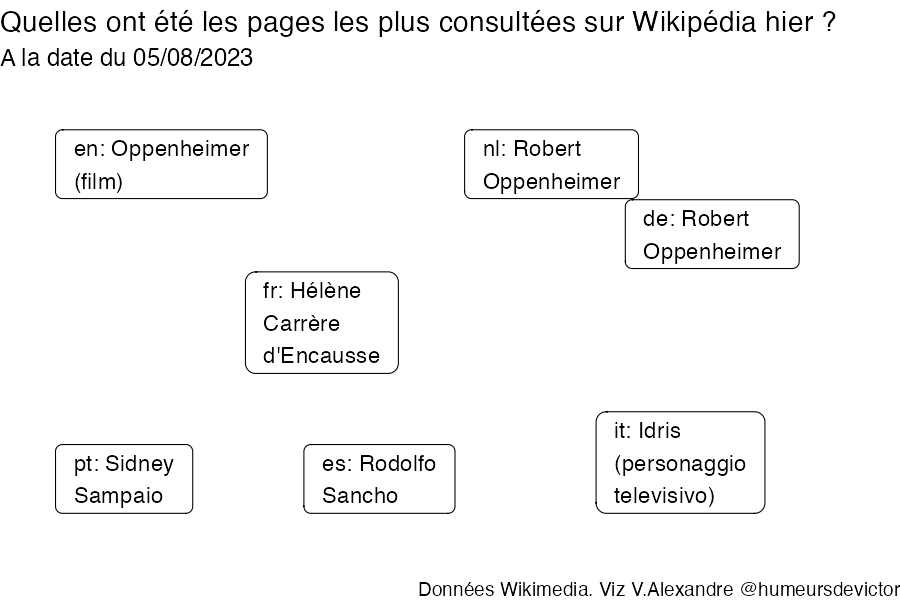 Quelles ont été les pages les plus consultées sur Wikipédia hier ?
A la date du 05/08/2023
en: Oppenheimer
(film)
nl: Robert
Oppenheimer
de: Robert
Oppenheimer
fr: Hélène
Carrère
d'Encausse
pt: Sidney
Sampaio
es: Rodolfo
Sancho
it: Idris
(personaggio
televisivo)
Données Wikimedia. Viz V.Alexandre @humeursdevictor